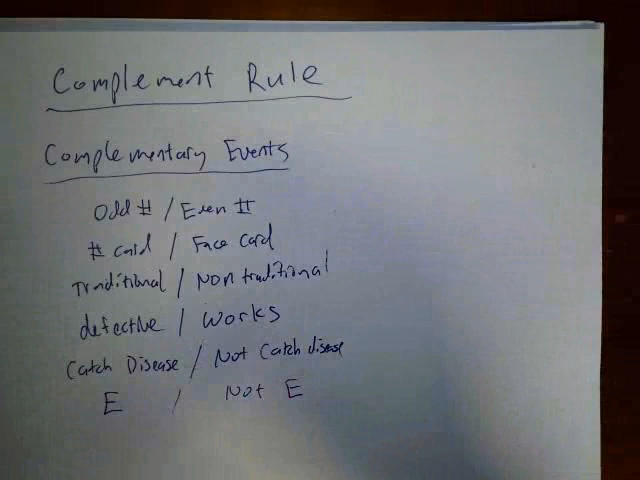 Complement Rule
Complementary Events
Odd # / Even #
# card / Face Card
Traditional / Non traditional
defective / Works
Catch Disease / Not Catch disease
E / Not E